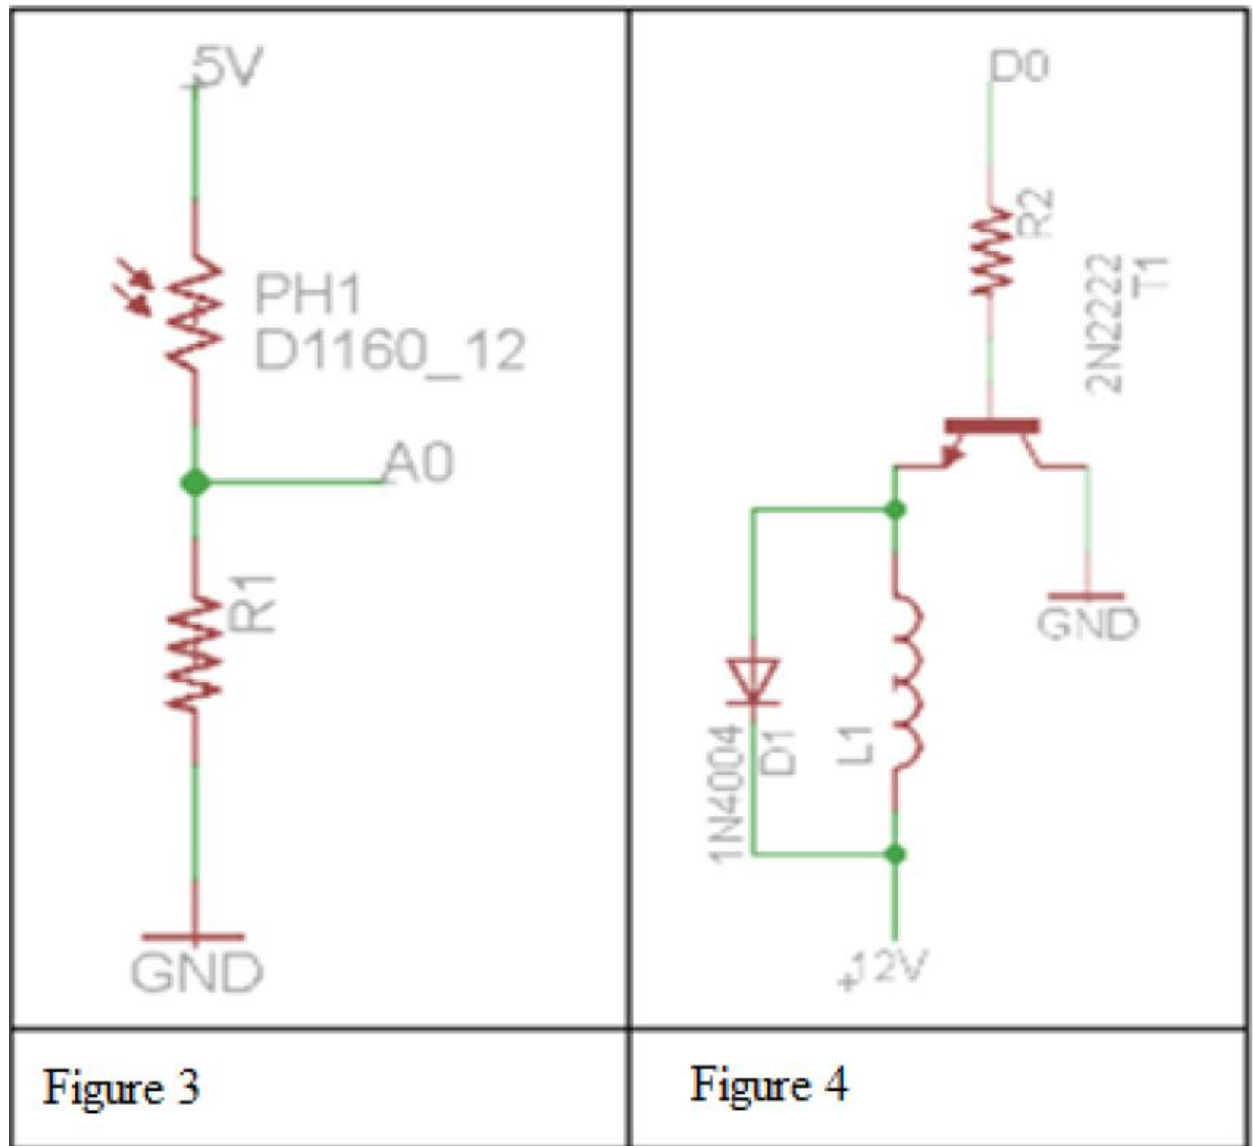 5V
PH1
D1160_12
A0
R1
GND
Figure 3
D0
R2
2N2222
T1
GND
1N4004
D1
L1
+12V
Figure 4